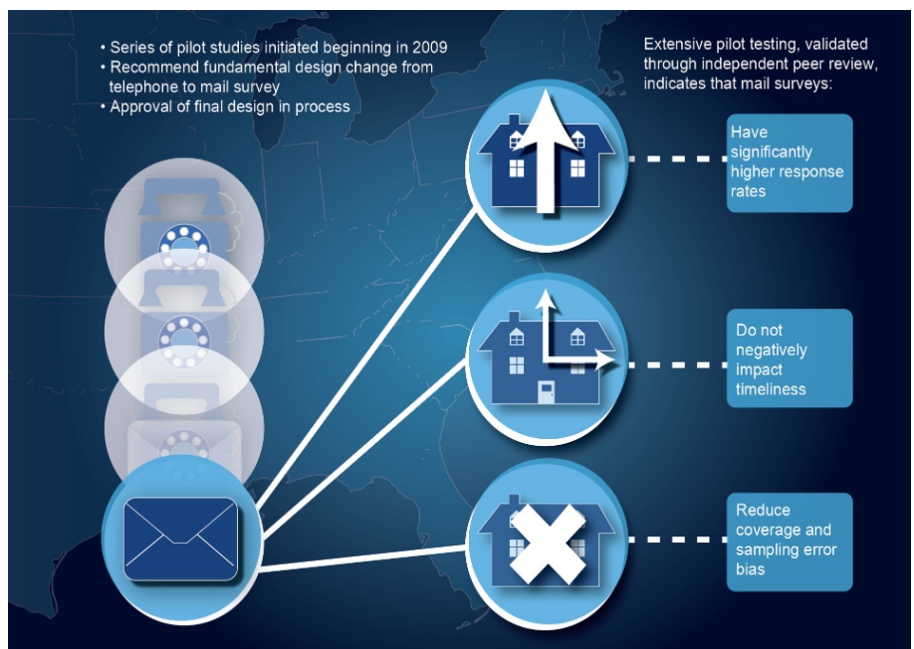 • Series of pilot studies initiated beginning in 2009
• Recommend fundamental design change from
telephone to mail survey
• Approval of final design in process
Extensive pilot testing, validated
through independent peer review,
indicates that mail surveys:
Have
significantly
higher response
rates
Do not
negatively
impact
timeliness
Reduce
coverage and
sampling error
bias